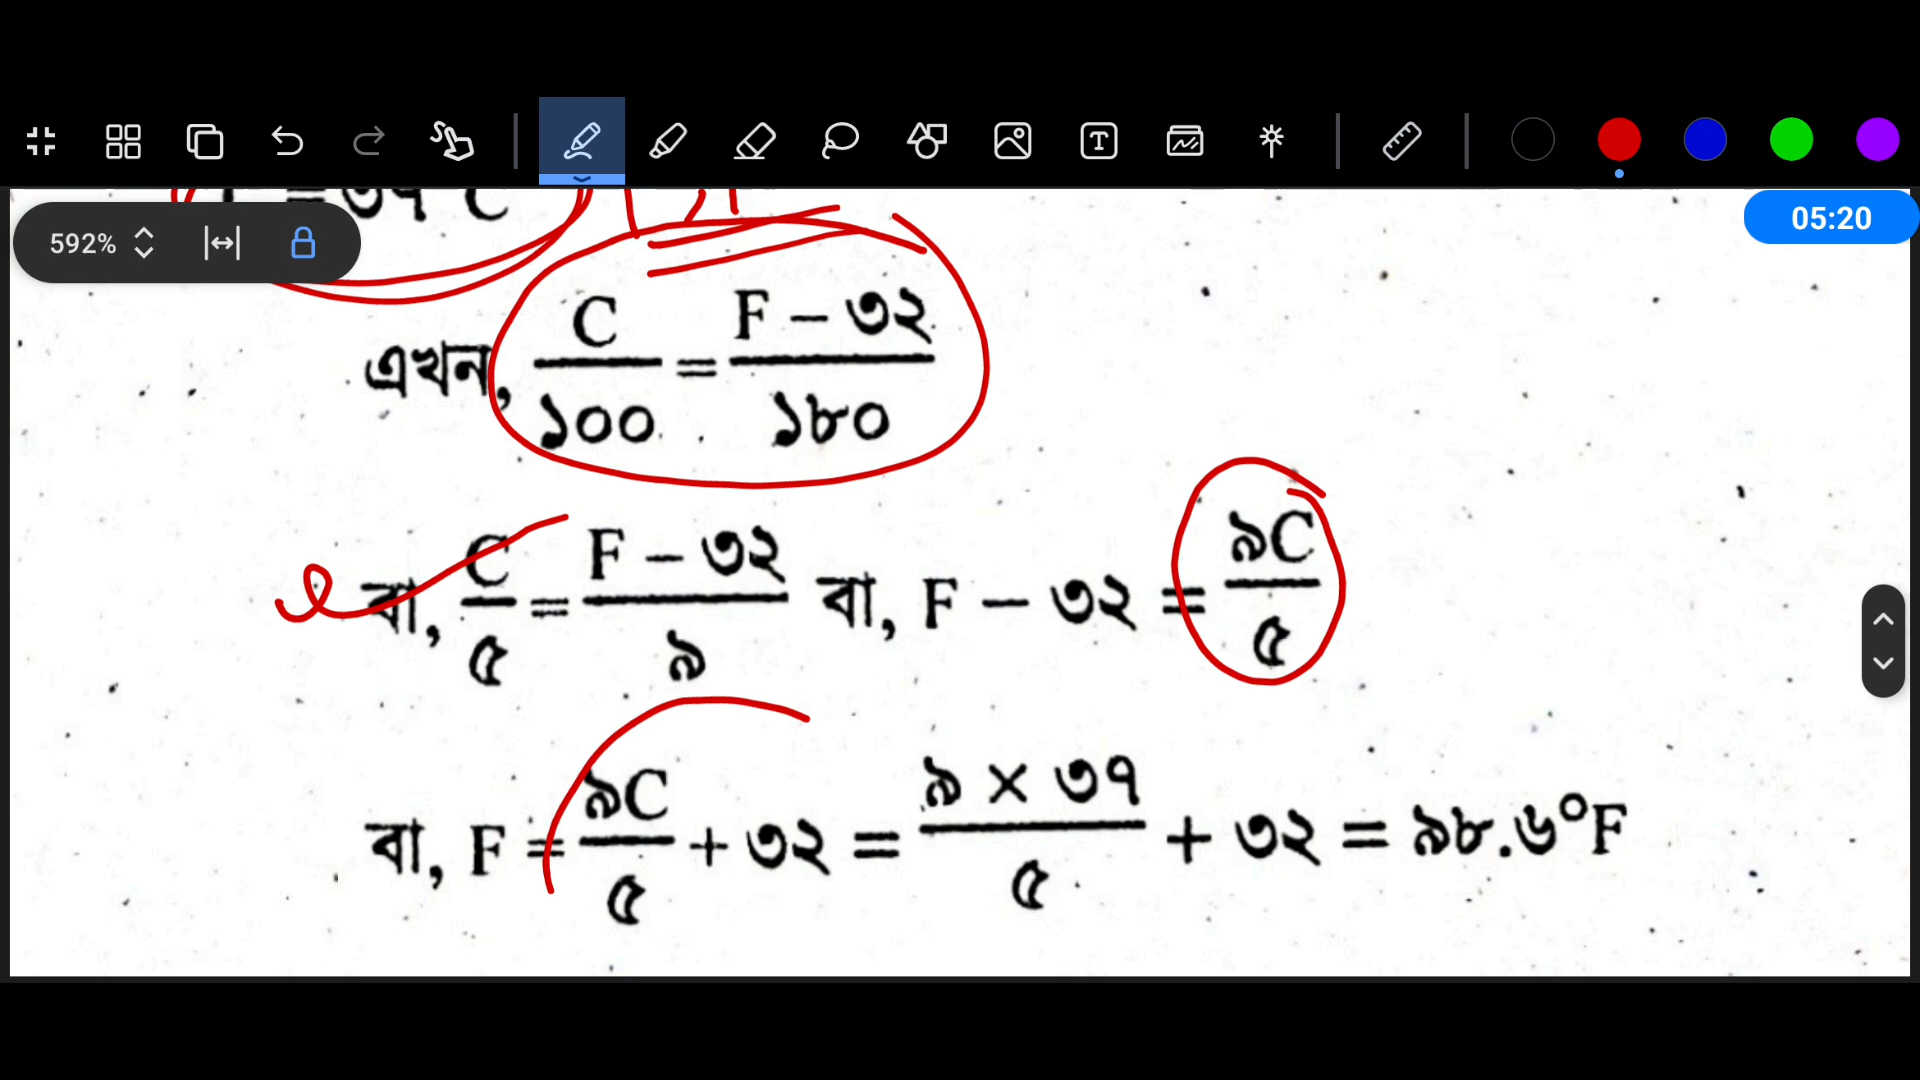 = ৩৭°C
592%
05:20
এখন, C/১০০ = F – ৩২/১৮০
বা, C/৫ = F – ৩২/৯ বা, F – ৩২ = ৯C/৫
বা, F = ৯C/৫ + ৩২ = ৯ × ৩৭/৫ + ৩২ = ৯৮.৬°F